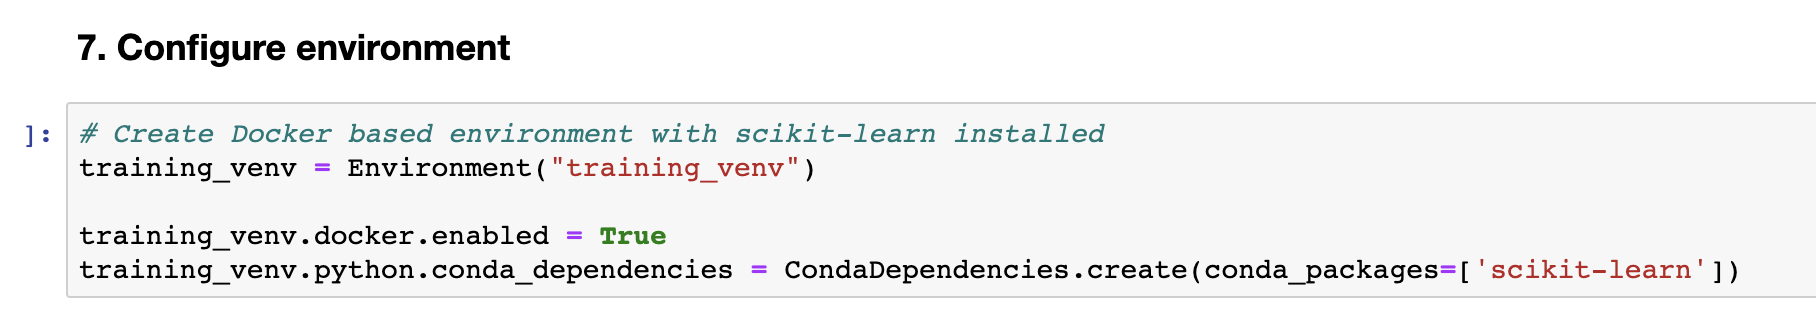 7. Configure environment
]:
# Create Docker based environment with scikit-learn installed
training_venv = Environment("training_venv")
training_venv.docker.enabled = True
training_venv.python.conda_dependencies = CondaDependencies.create(conda_packages=['scikit-learn'])